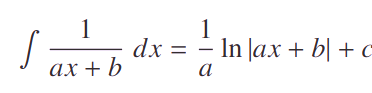 ∫ 1/(ax + b) dx = 1/a ln |ax + b| + c